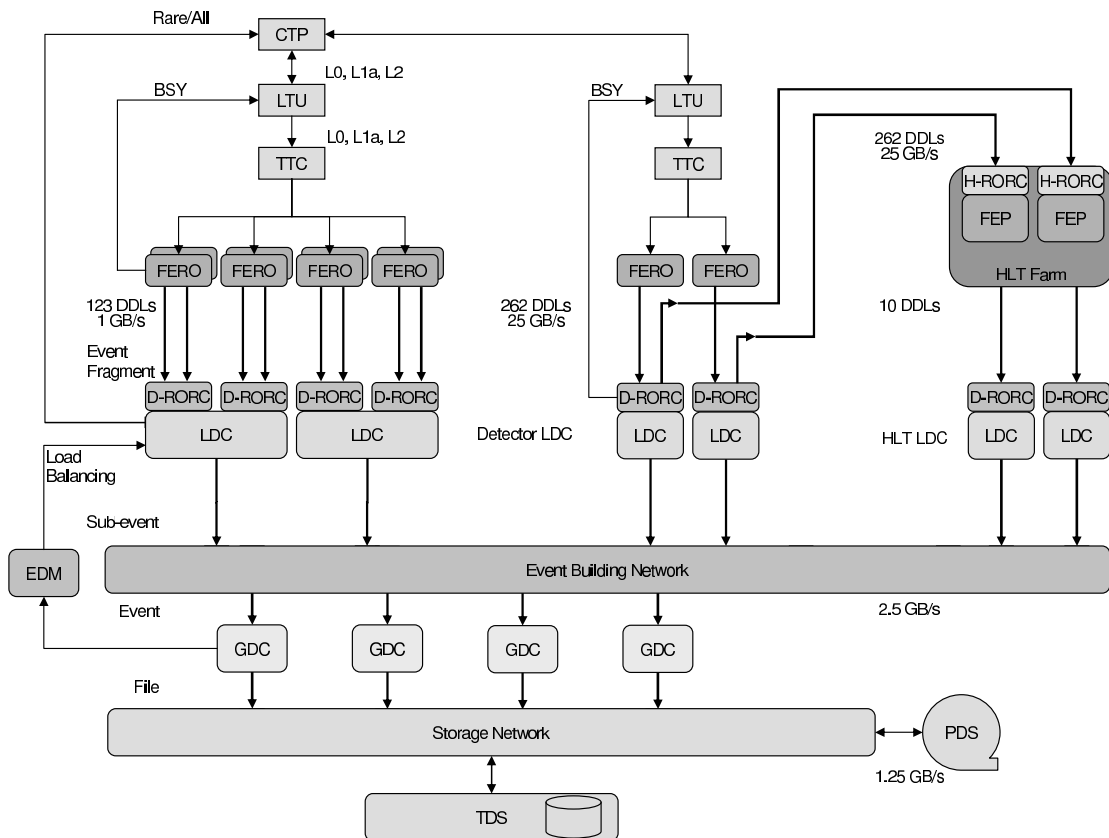 Rare/All
CTP
L0, L1a, L2
BSY
LTU
BSY
LTU
L0, L1a, L2
262 DDLs
25 GB/s
TTC
TTC
H-RORC
H-RORC
FEP
FEP
HLT Farm
FERO
FERO
FERO
FERO
FERO
FERO
123 DDLs
1 GB/s
262 DDLs
25 GB/s
10 DDLs
Event
Fragment
D-RORC
D-RORC
D-RORC
D-RORC
D-RORC
D-RORC
D-RORC
D-RORC
LDC
LDC
Detector LDC
LDC
LDC
HLT LDC
LDC
LDC
Load
Balancing
Sub-event
EDM
Event Building Network
Event
2.5 GB/s
GDC
GDC
GDC
GDC
File
Storage Network
PDS
1.25 GB/s
TDS